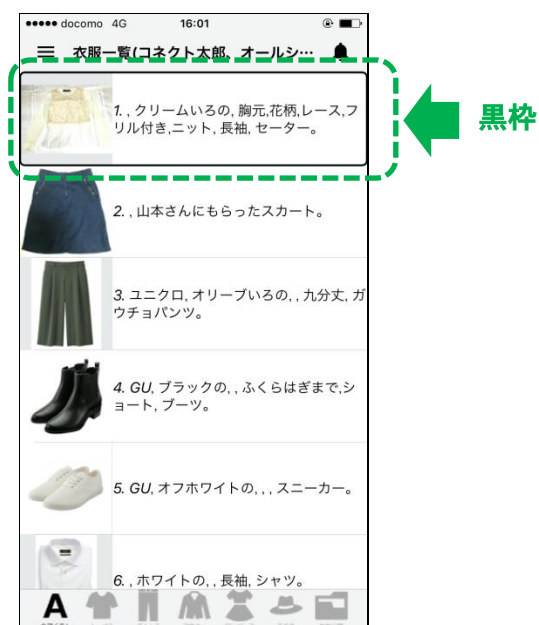 docomo 4G 16:01
衣服一覧(コネクト太郎、オールシ…
1. , クリームいろの, 胸元,花柄,レース,フ
リル付き,ニット, 長袖, セーター。
黒枠
2. , 山本さんにもらったスカート。
3. ユニクロ, オリーブいろの, , 九分丈, ガ
ウチョパンツ。
4. GU, ブラックの, , ふくらはぎまで,シ
ョート, ブーツ。
5. GU, オフホワイトの, , , スニーカー。
6. , ホワイトの, , 長袖, シャツ。
A